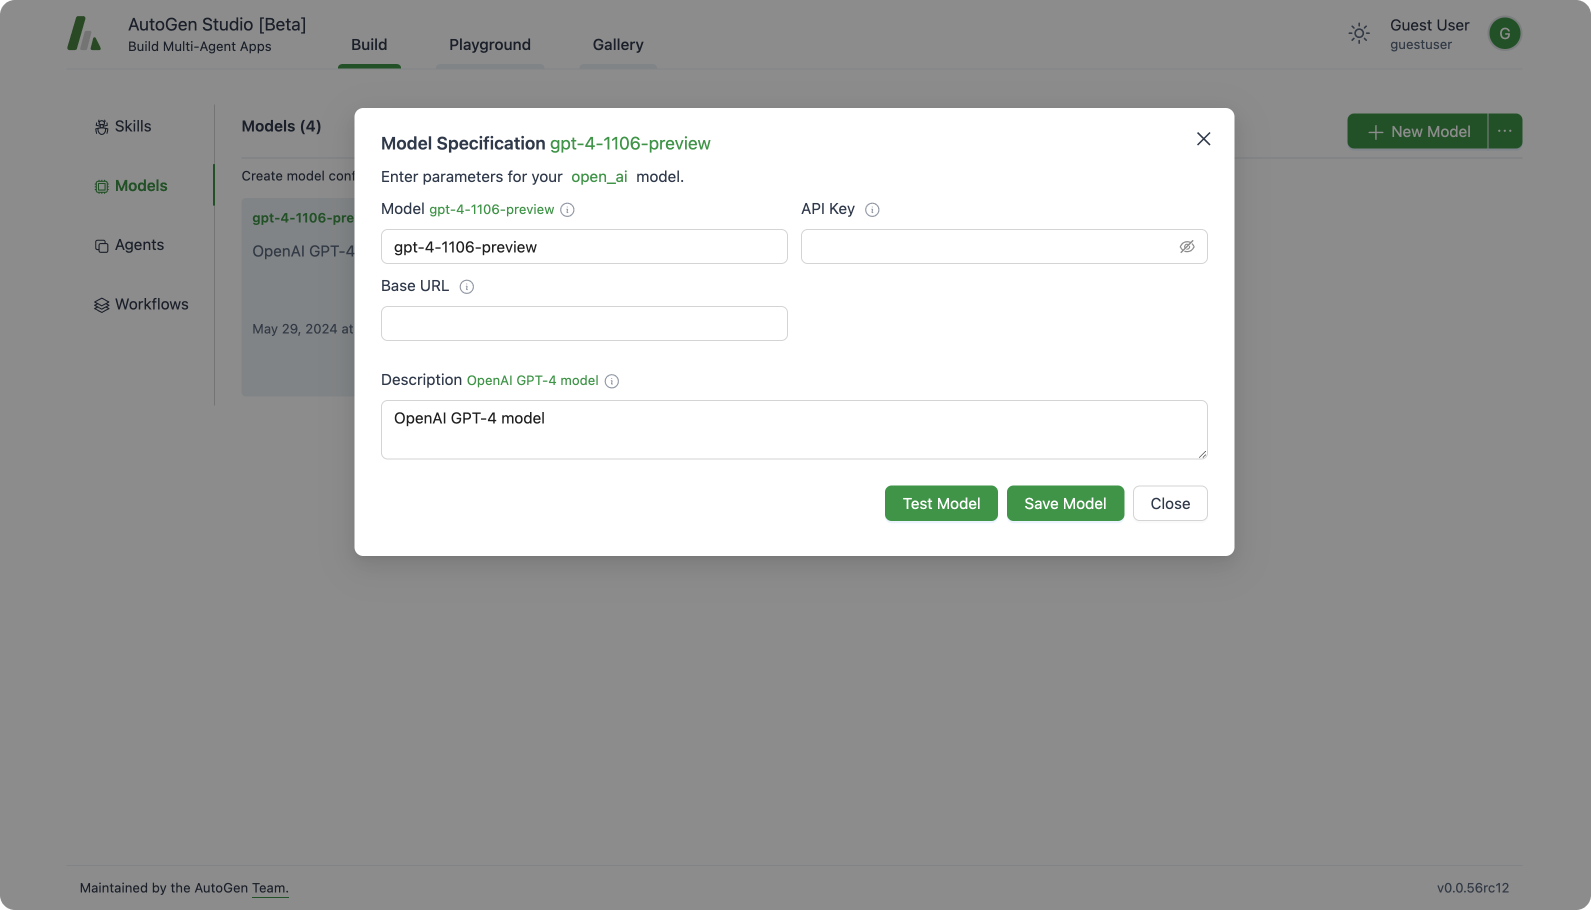 AutoGen Studio [Beta]
Build Multi-Agent Apps
Build
Playground
Gallery
Guest User
guestuser
G
Skills
Models
Agents
Workflows
Models (4)
New Model
Create model conf
gpt-4-1106-pre
OpenAI GPT-4
May 29, 2024 at
Model Specification gpt-4-1106-preview
Enter parameters for your open_ai model.
Model gpt-4-1106-preview
API Key
gpt-4-1106-preview
Base URL
Description OpenAI GPT-4 model
OpenAI GPT-4 model
Test Model
Save Model
Close
Maintained by the AutoGen Team.
v0.0.56rc12